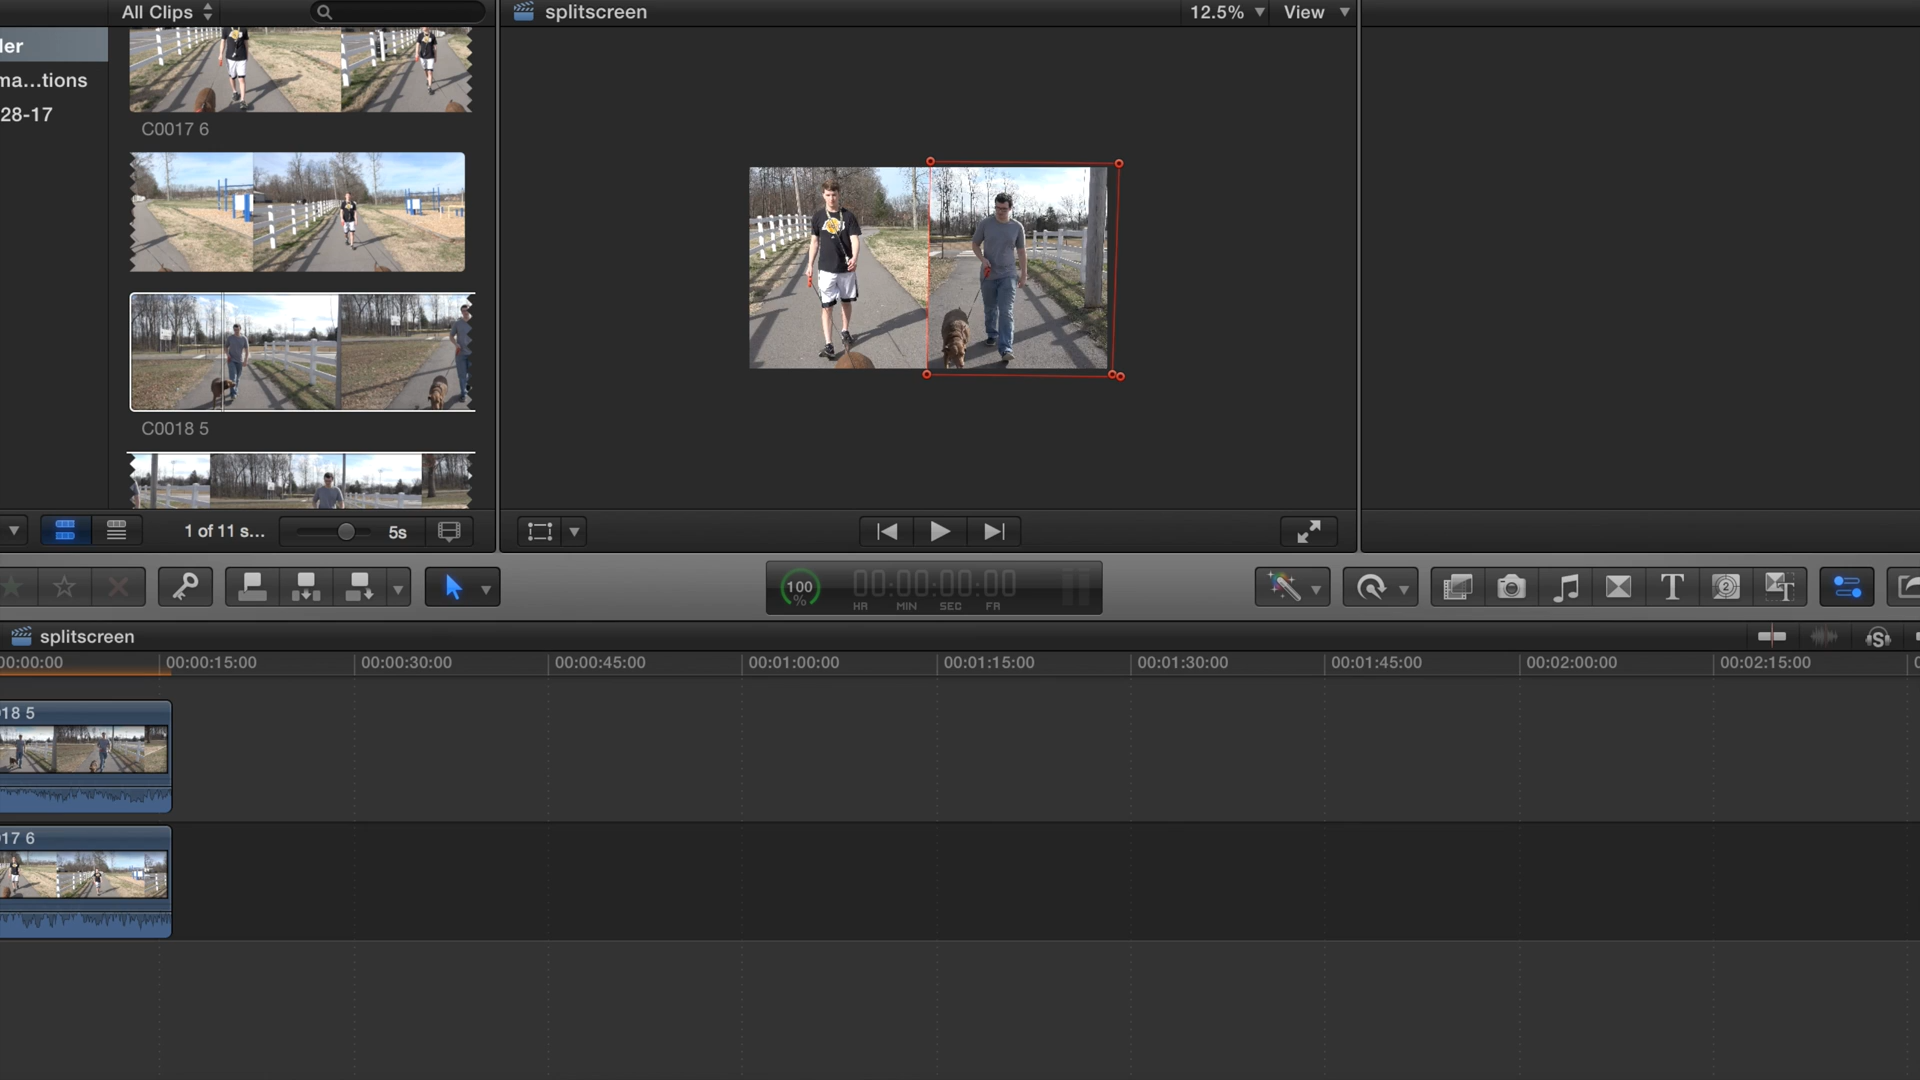 All Clips
ler
ma...tions
28-17
C0017 6
C0018 5
1 of 11 s...
5s
splitscreen
12.5%
View
100
%
00:00:00:00
HR MIN SEC FR
T
2
T
S
splitscreen
00:00:00
00:00:15:00
00:00:30:00
00:00:45:00
00:01:00:00
00:01:15:00
00:01:30:00
00:01:45:00
00:02:00:00
00:02:15:00
18 5
17 6